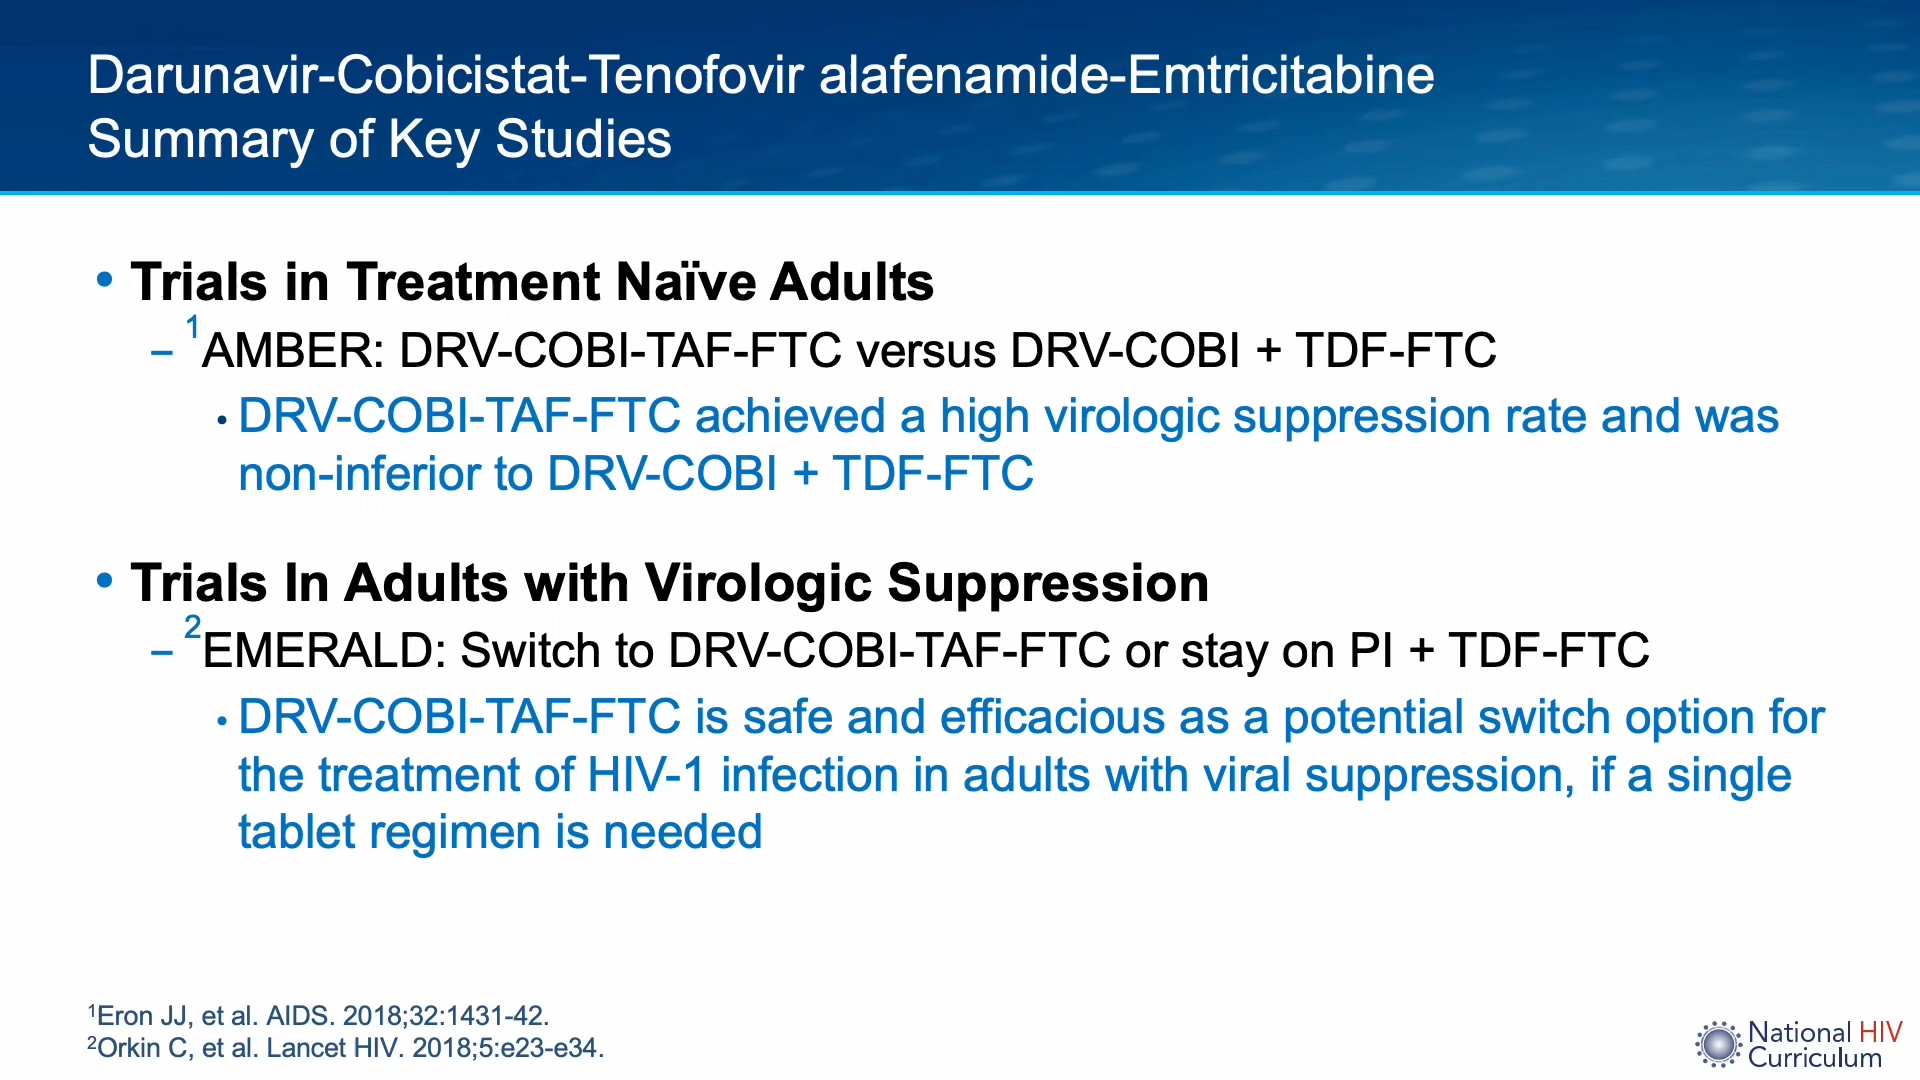 Darunavir-Cobicistat-Tenofovir alafenamide-Emtricitabine
Summary of Key Studies
• Trials in Treatment Naïve Adults
– ¹AMBER: DRV-COBI-TAF-FTC versus DRV-COBI + TDF-FTC
• DRV-COBI-TAF-FTC achieved a high virologic suppression rate and was
non-inferior to DRV-COBI + TDF-FTC
• Trials In Adults with Virologic Suppression
– ²EMERALD: Switch to DRV-COBI-TAF-FTC or stay on PI + TDF-FTC
• DRV-COBI-TAF-FTC is safe and efficacious as a potential switch option for
the treatment of HIV-1 infection in adults with viral suppression, if a single
tablet regimen is needed
¹Eron JJ, et al. AIDS. 2018;32:1431-42.
²Orkin C, et al. Lancet HIV. 2018;5:e23-e34.
National HIV
Curriculum